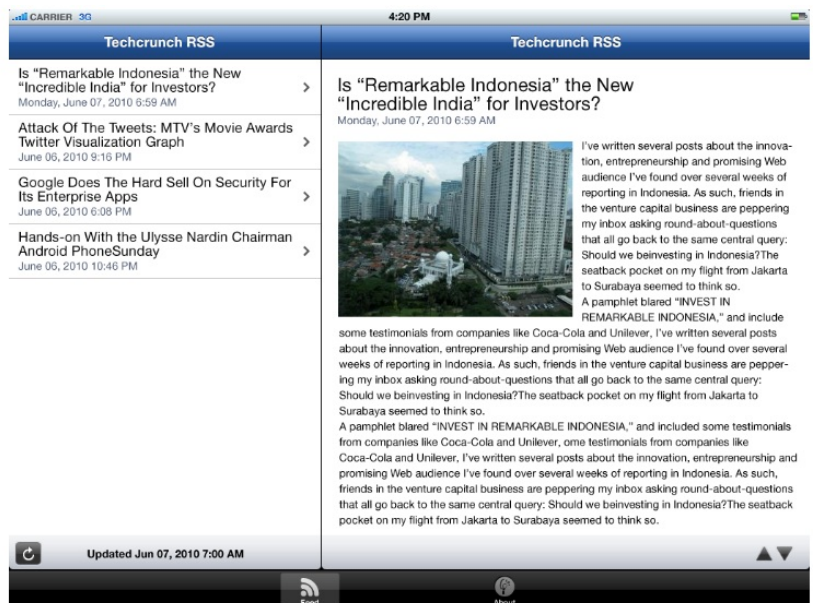 CARRIER 3G
4:20 PM
Techcrunch RSS
Is “Remarkable Indonesia” the New
“Incredible India” for Investors?
Monday, June 07, 2010 6:59 AM
Attack Of The Tweets: MTV's Movie Awards
Twitter Visualization Graph
June 06, 2010 9:16 PM
Google Does The Hard Sell On Security For
Its Enterprise Apps
June 06, 2010 6:08 PM
Hands-on With the Ulysse Nardin Chairman
Android PhoneSunday
June 06, 2010 10:46 PM
Updated Jun 07, 2010 7:00 AM
Techcrunch RSS
Is “Remarkable Indonesia” the New
“Incredible India” for Investors?
Monday, June 07, 2010 6:59 AM
I've written several posts about the innova-
tion, entrepreneurship and promising Web
audience I've found over several weeks of
reporting in Indonesia. As such, friends in
the venture capital business are peppering
my inbox asking round-about-questions
that all go back to the same central query:
Should we beinvesting in Indonesia?The
seatback pocket on my flight from Jakarta
to Surabaya seemed to think so.
A pamphlet blared “INVEST IN
REMARKABLE INDONESIA,” and include
some testimonials from companies like Coca-Cola and Unilever, I've written several posts
about the innovation, entrepreneurship and promising Web audience I've found over several
weeks of reporting in Indonesia. As such, friends in the venture capital business are pepper-
ing my inbox asking round-about-questions that all go back to the same central query:
Should we beinvesting in Indonesia?The seatback pocket on my flight from Jakarta to
Surabaya seemed to think so.
A pamphlet blared “INVEST IN REMARKABLE INDONESIA,” and included some testimonials
from companies like Coca-Cola and Unilever, ome testimonials from companies like
Coca-Cola and Unilever, I've written several posts about the innovation, entrepreneurship and
promising Web audience I've found over several weeks of reporting in Indonesia. As such,
friends in the venture capital business are peppering my inbox asking round-about-questions
that all go back to the same central query: Should we beinvesting in Indonesia?The seatback
pocket on my flight from Jakarta to Surabaya seemed to think so.
Feed
About